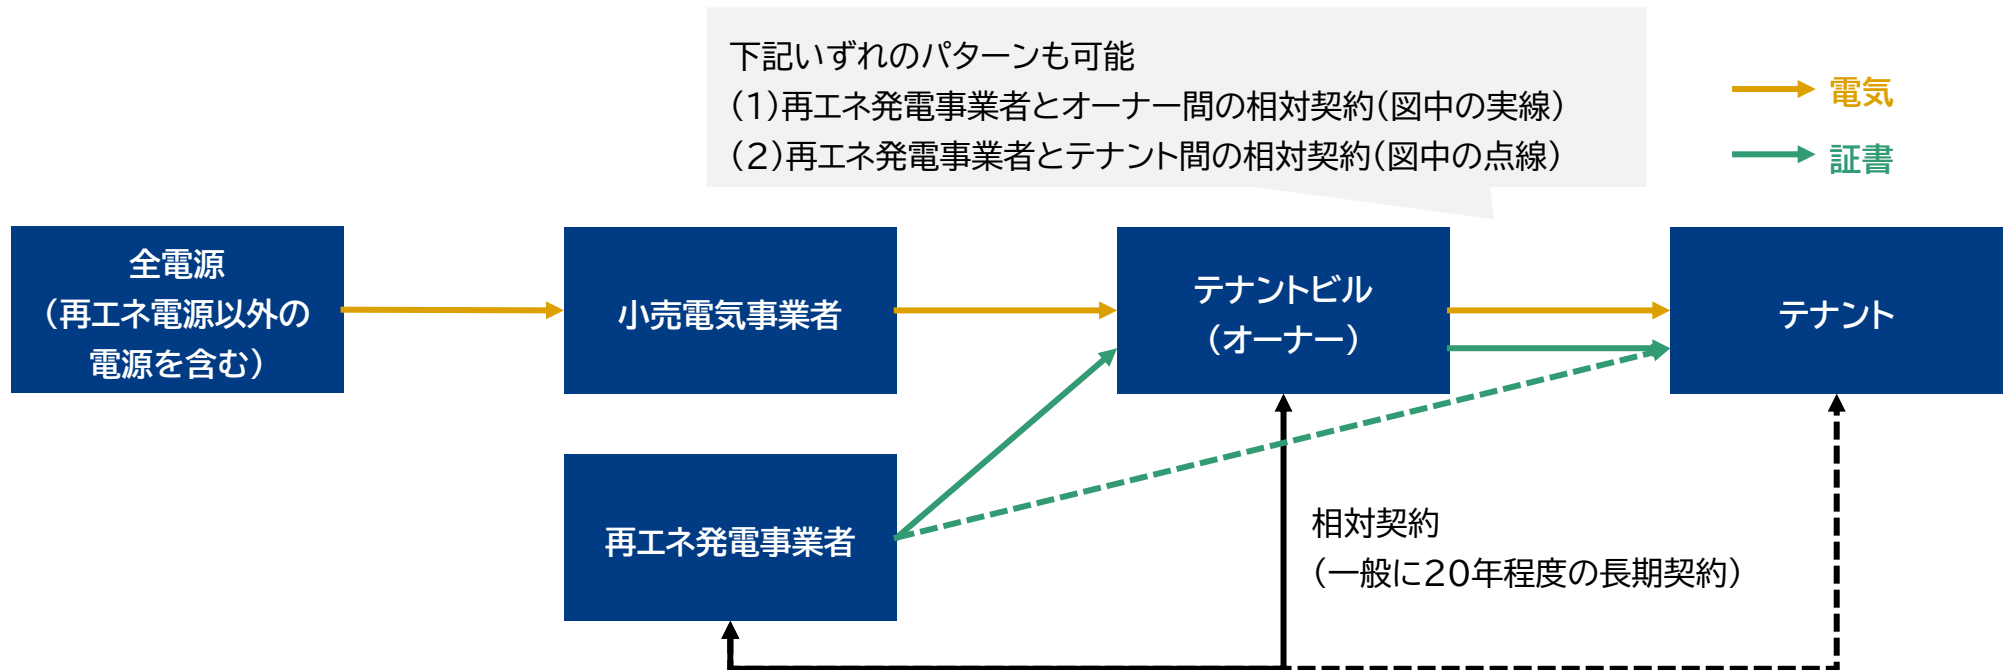 下記いずれのパターンも可能
(1)再エネ発電事業者とオーナー間の相対契約(図中の実線)
(2)再エネ発電事業者とテナント間の相対契約(図中の点線)
電気
証書
全電源
(再エネ電源以外の
電源を含む)
小売電気事業者
テナントビル
(オーナー)
テナント
再エネ発電事業者
相対契約
(一般に20年程度の長期契約)